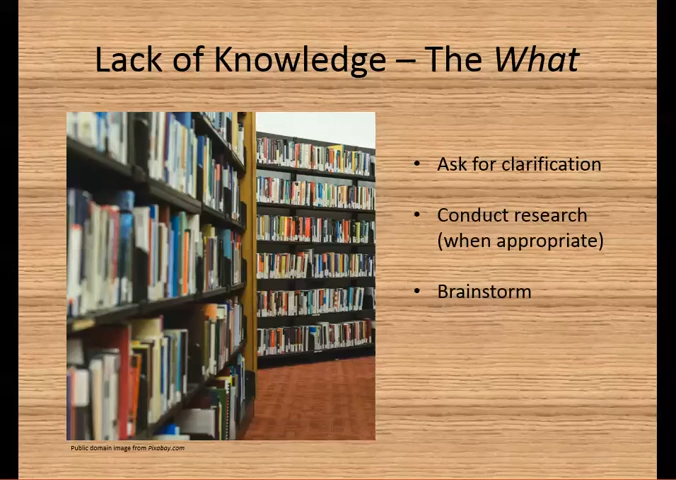 Lack of Knowledge – The What
• Ask for clarification
• Conduct research
(when appropriate)
• Brainstorm
Public domain image from Pixabay.com